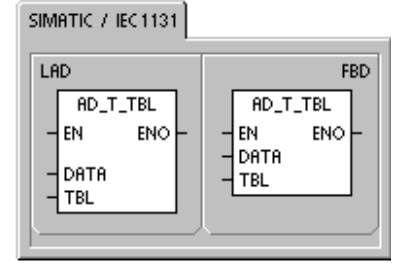 SIMATIC / IEC1131
LAD
AD_T_TBL
EN ENO
DATA
TBL
FBD
AD_T_TBL
EN ENO
DATA
TBL